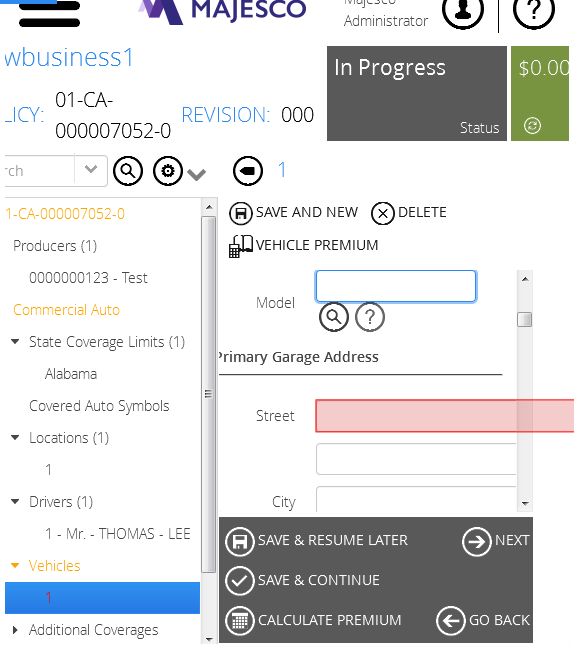 MAJESCO
Majesco
Administrator
?
wbusiness1
LICY:
01-CA-
000007052-0
REVISION: 000
In Progress
Status
$0.00
rch
1
1-CA-000007052-0
Producers (1)
0000000123 - Test
Commercial Auto
State Coverage Limits (1)
Alabama
Covered Auto Symbols
Locations (1)
1
Drivers (1)
1 - Mr. - THOMAS - LEE
Vehicles
1
Additional Coverages
SAVE AND NEW
DELETE
VEHICLE PREMIUM
Model
?
Primary Garage Address
Street
City
SAVE & RESUME LATER
NEXT
SAVE & CONTINUE
CALCULATE PREMIUM
GO BACK